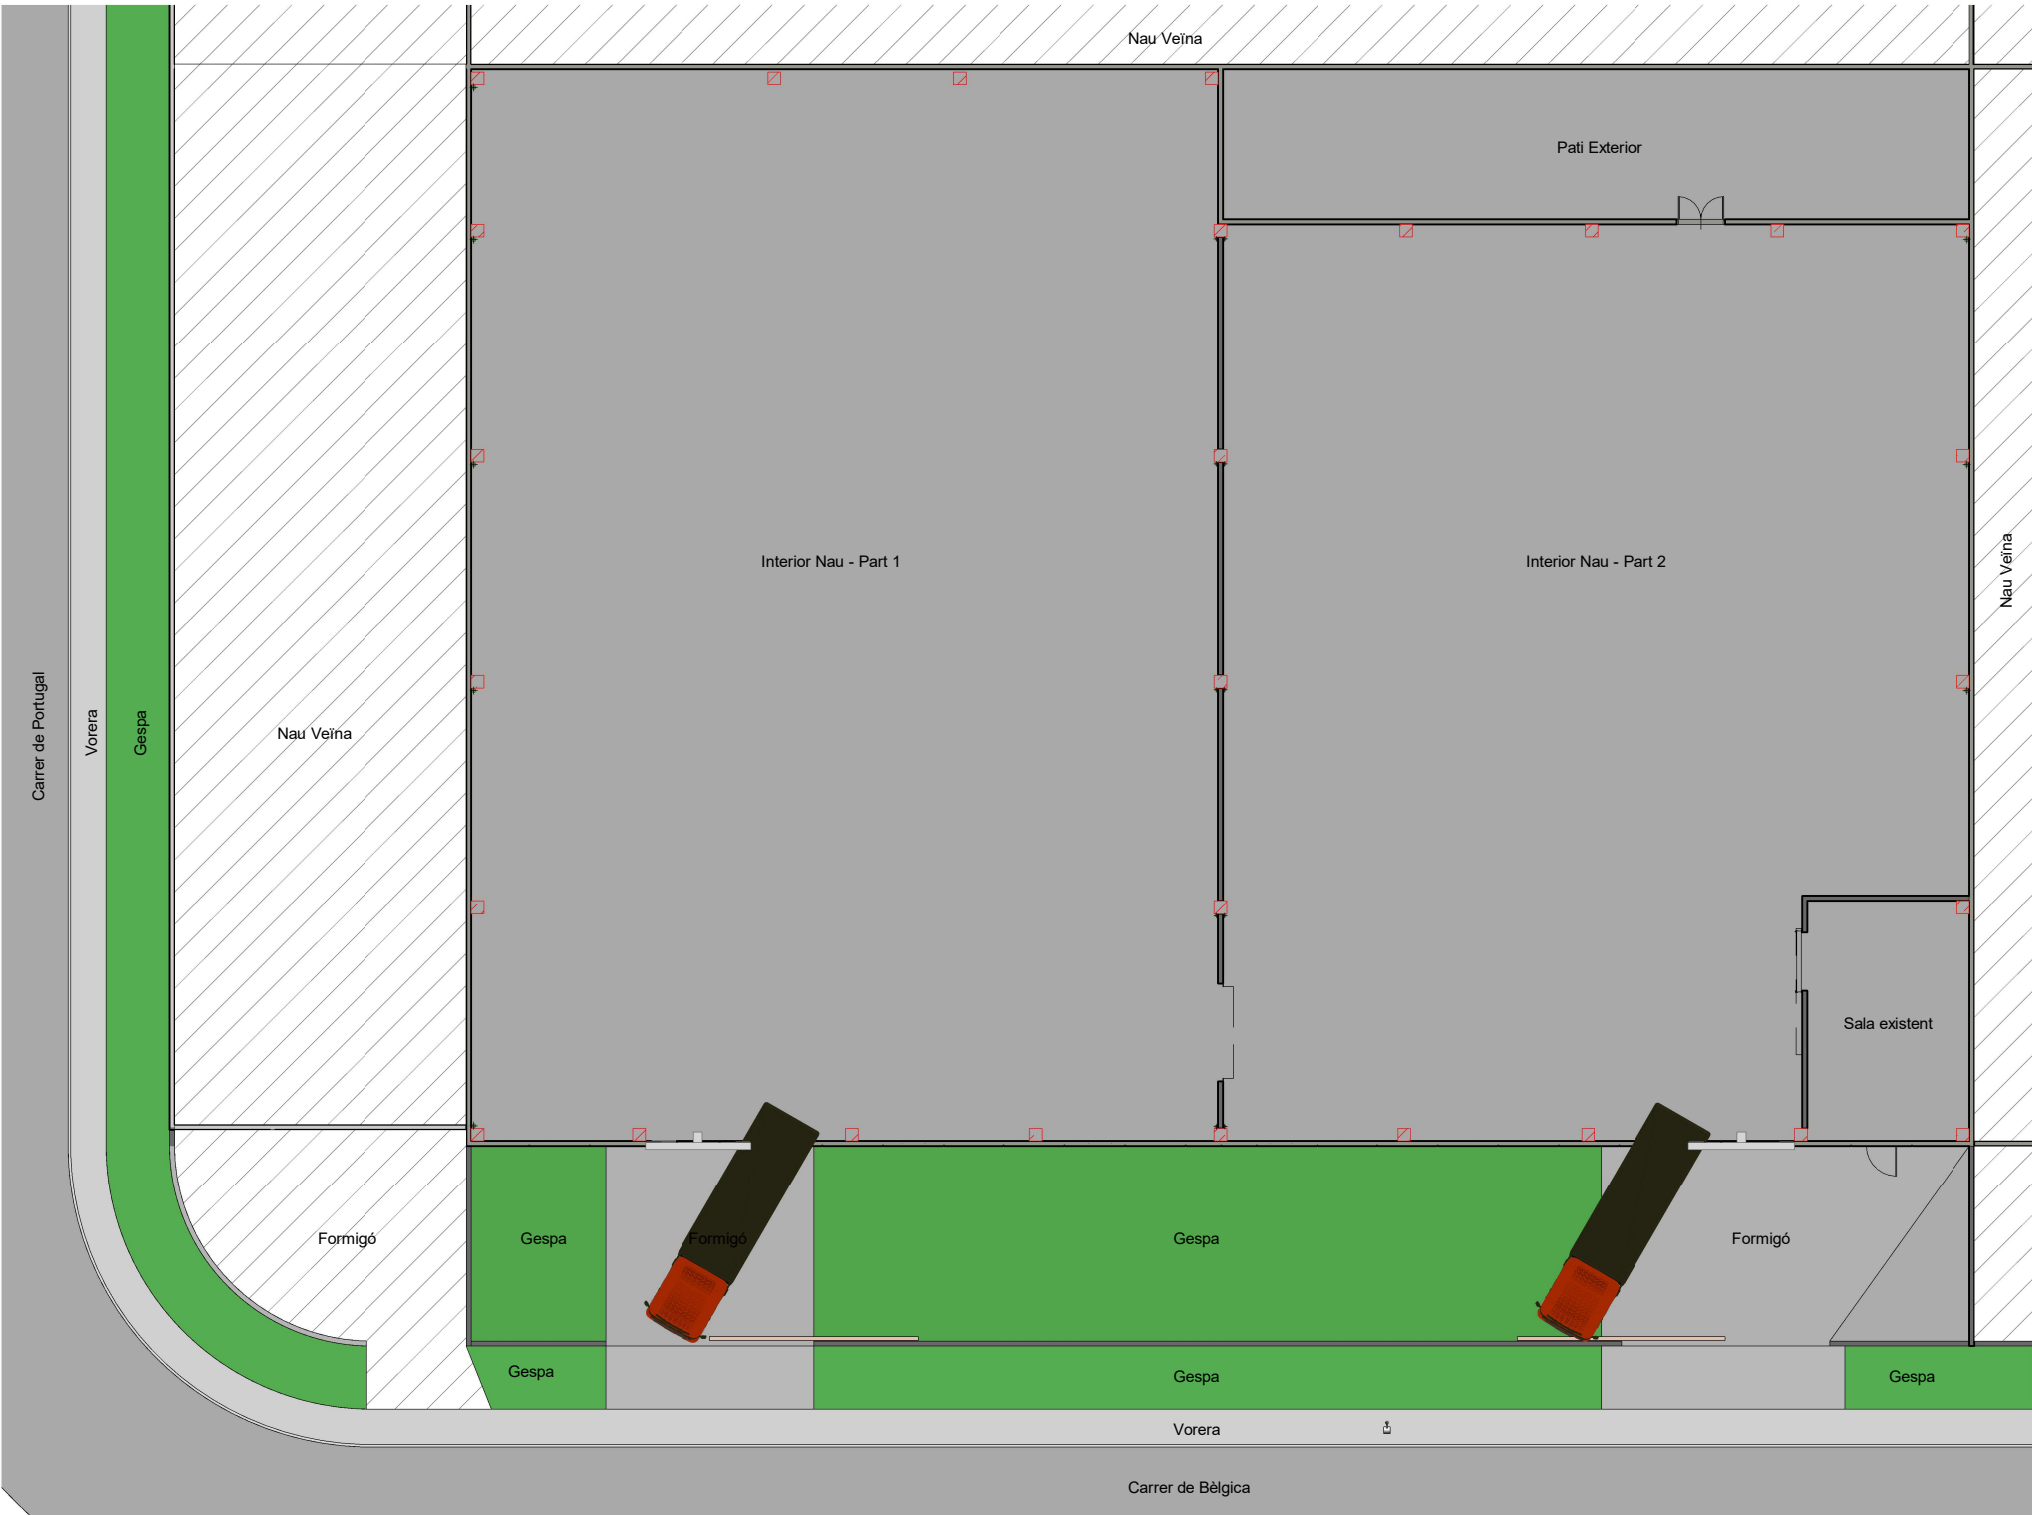 Nau Veïna
Pati Exterior
Interior Nau - Part 1
Interior Nau - Part 2
Nau Veïna
Carrer de Portugal
Vorera
Gespa
Nau Veïna
Sala existent
Formigó
Gespa
Formigó
Gespa
Formigó
Gespa
Gespa
Gespa
Vorera
Carrer de Bèlgica